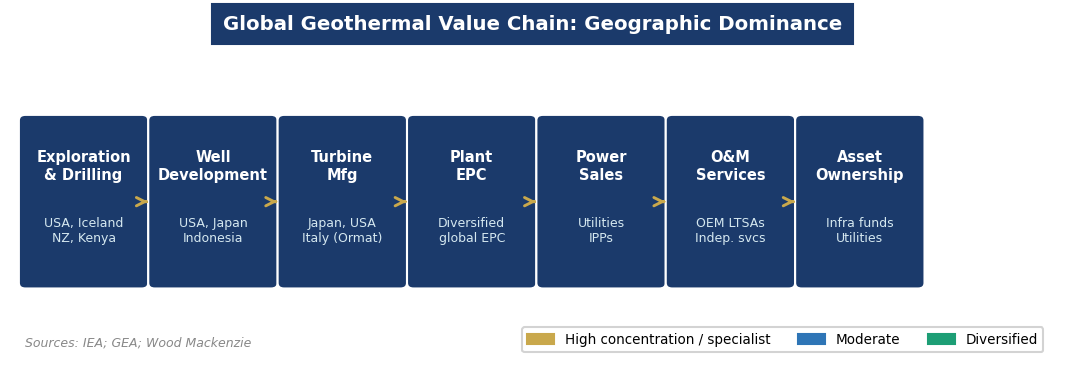 Global Geothermal Value Chain: Geographic Dominance
Exploration
& Drilling
USA, Iceland
NZ, Kenya
Well
Development
USA, Japan
Indonesia
Turbine
Mfg
Japan, USA
Italy (Ormat)
Plant
EPC
Diversified
global EPC
Power
Sales
Utilities
IPPs
O&M
Services
OEM LTSAs
Indep. svcs
Asset
Ownership
Infra funds
Utilities
Sources: IEA; GEA; Wood Mackenzie
High concentration / specialist
Moderate
Diversified